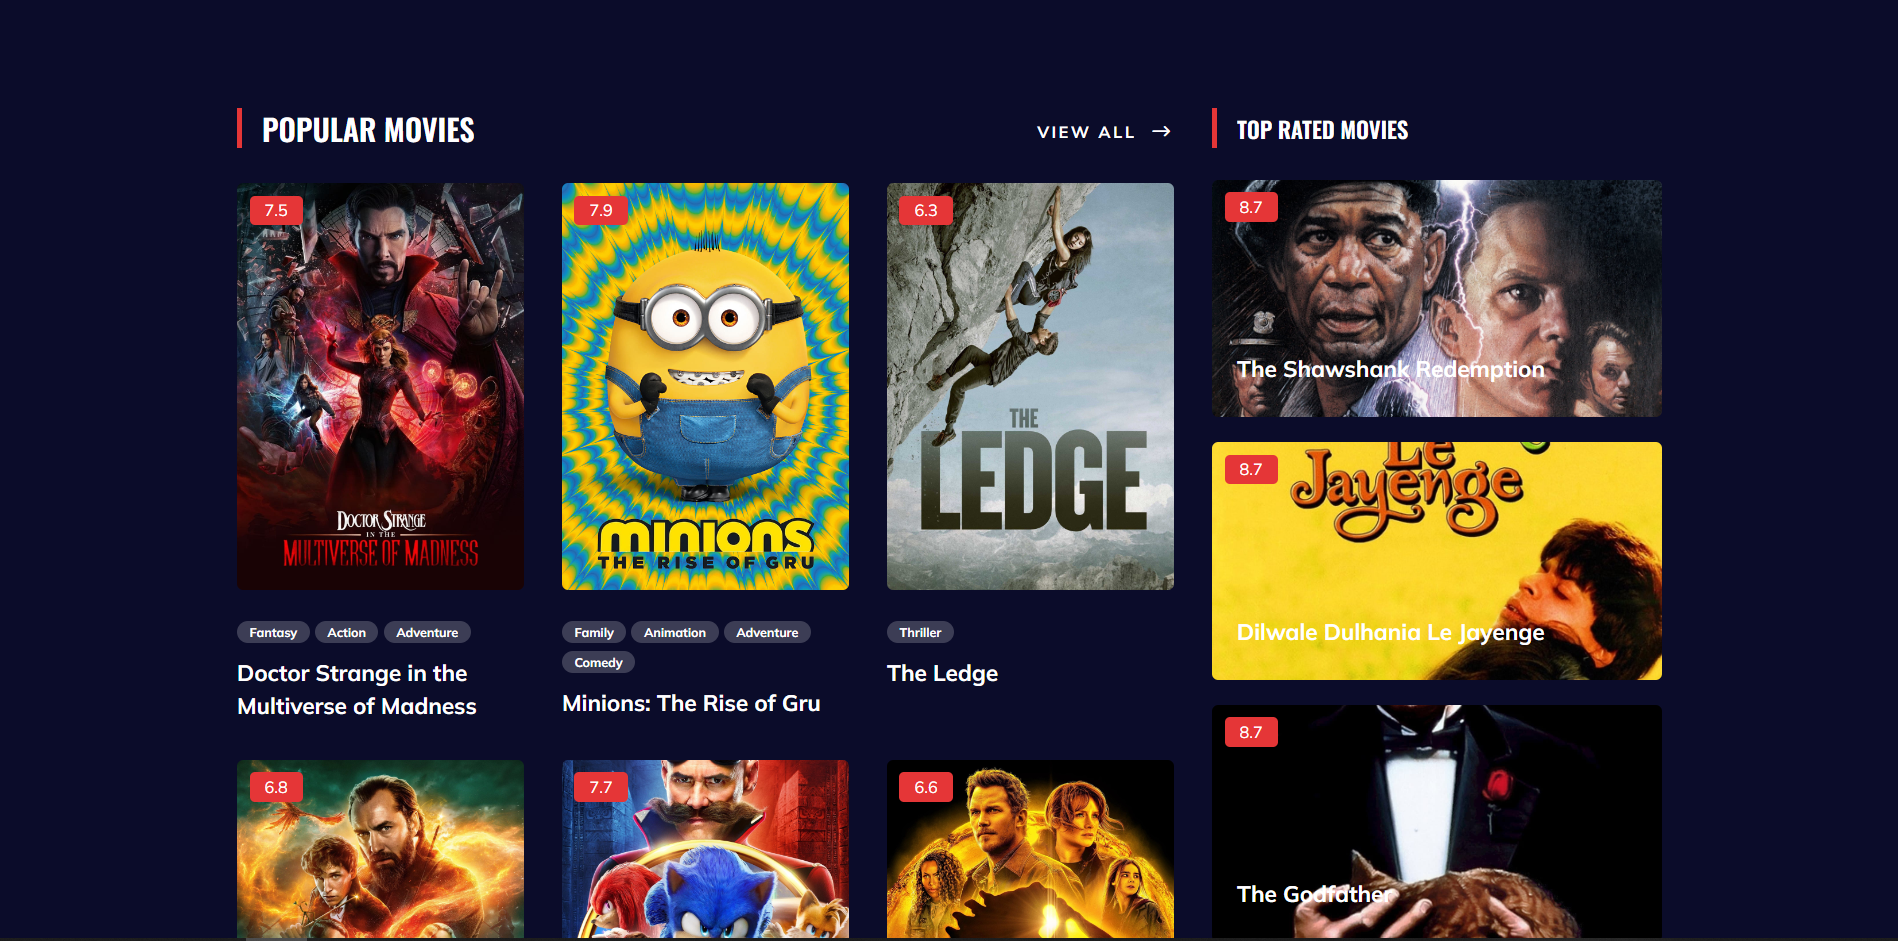 POPULAR MOVIES
VIEW ALL →
7.5
DOCTOR STRANGE
IN THE
MULTIVERSE OF MADNESS
Fantasy Action Adventure
Doctor Strange in the
Multiverse of Madness
7.9
minions
THE RISE OF GRU
Family Animation Adventure
Comedy
Minions: The Rise of Gru
6.3
THE
LEDGE
Thriller
The Ledge
6.8
7.7
6.6
TOP RATED MOVIES
8.7
The Shawshank Redemption
8.7
Le
Jayenge
Dilwale Dulhania Le Jayenge
8.7
The Godfather